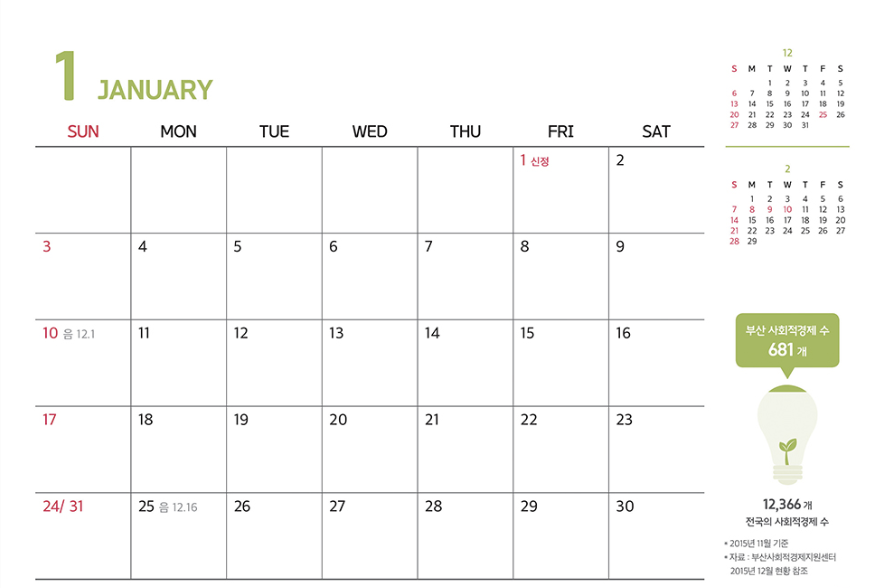 1 JANUARY
SUN MON TUE WED THU FRI SAT
1 신정 2
3 4 5 6 7 8 9
10 음 12.1 11 12 13 14 15 16
17 18 19 20 21 22 23
24/ 31 25 음 12.16 26 27 28 29 30
12
S M T W T F S
1 2 3 4 5
6 7 8 9 10 11 12
13 14 15 16 17 18 19
20 21 22 23 24 25 26
27 28 29 30 31
2
S M T W T F S
1 2 3 4 5 6
7 8 9 10 11 12 13
14 15 16 17 18 19 20
21 22 23 24 25 26 27
28 29
부산 사회적경제 수
681 개
12,366 개
전국의 사회적경제 수
* 2015년 11월 기준
* 자료 : 부산사회적경제지원센터
2015년 12월 현황 참조